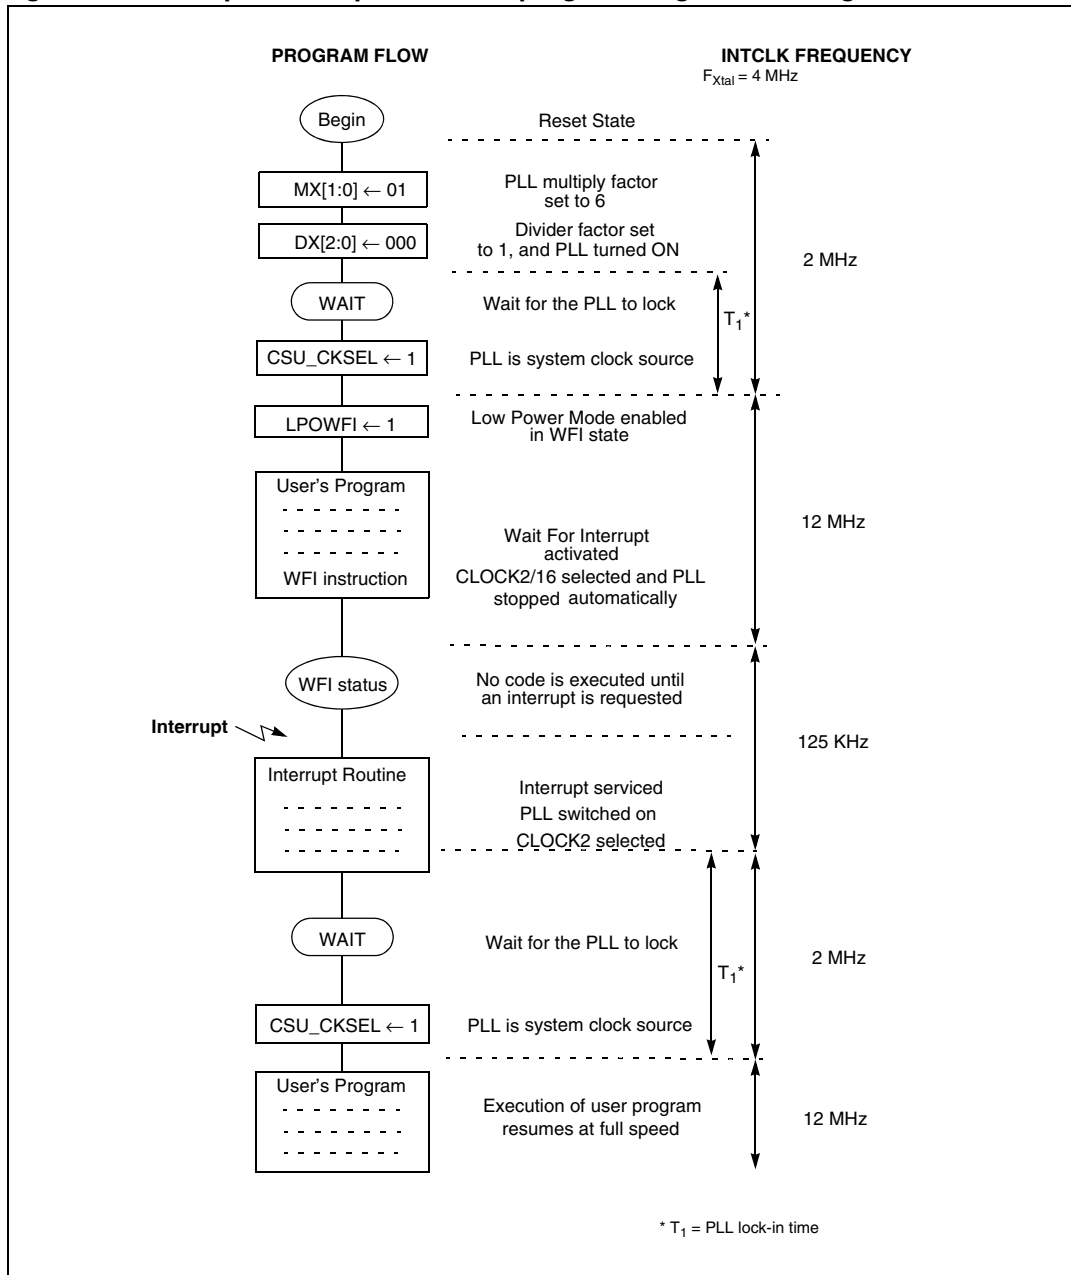 PROGRAM FLOW
INTCLK FREQUENCY
F_Xtal = 4 MHz
Begin
Reset State
MX[1:0] ← 01
PLL multiply factor
set to 6
DX[2:0] ← 000
Divider factor set
to 1, and PLL turned ON
2 MHz
WAIT
Wait for the PLL to lock
T1*
CSU_CKSEL ← 1
PLL is system clock source
LPOWFI ← 1
Low Power Mode enabled
in WFI state
User's Program
WFI instruction
Wait For Interrupt
activated
CLOCK2/16 selected and PLL
stopped automatically
12 MHz
WFI status
No code is executed until
an interrupt is requested
Interrupt
125 KHz
Interrupt Routine
Interrupt serviced
PLL switched on
CLOCK2 selected
WAIT
Wait for the PLL to lock
T1*
2 MHz
CSU_CKSEL ← 1
PLL is system clock source
User's Program
Execution of user program
resumes at full speed
12 MHz
* T1 = PLL lock-in time